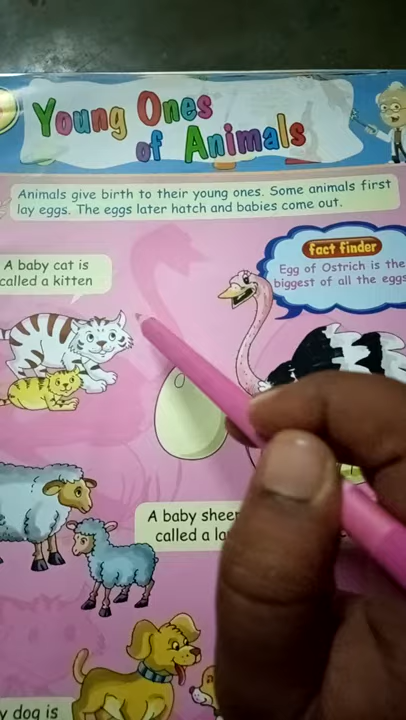 Young Ones
of Animals
Animals give birth to their young ones. Some animals first
lay eggs. The eggs later hatch and babies come out.
fact finder
Egg of Ostrich is the
biggest of all the eggs
A baby cat is
called a kitten
A baby sheep
called a
dog is